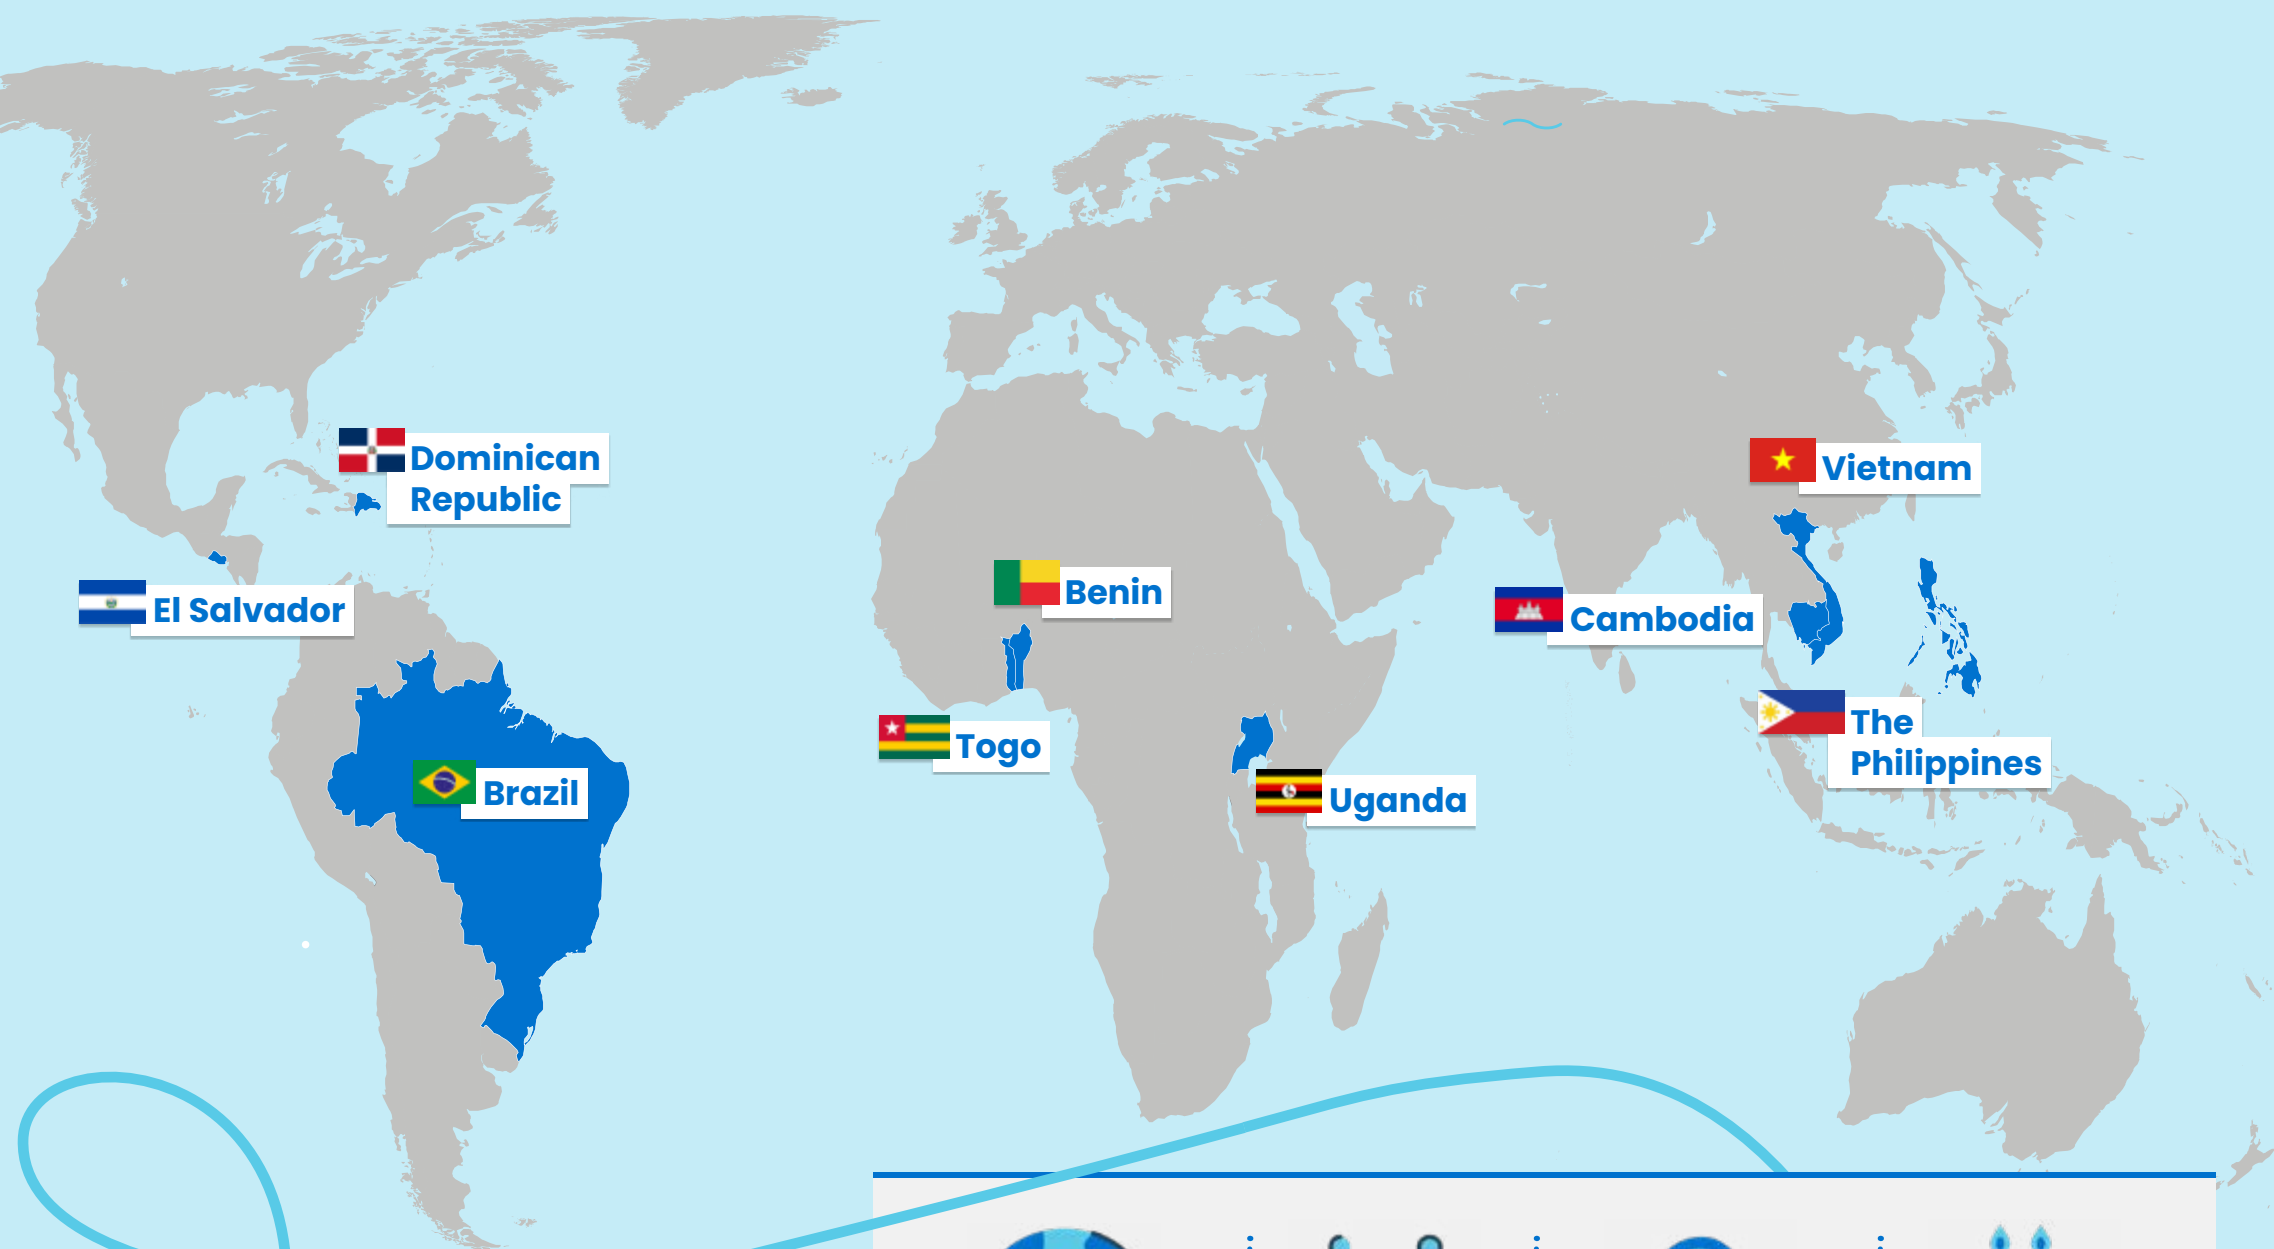 Dominican
Republic
Vietnam
Benin
El Salvador
Cambodia
The
Philippines
Togo
Brazil
Uganda